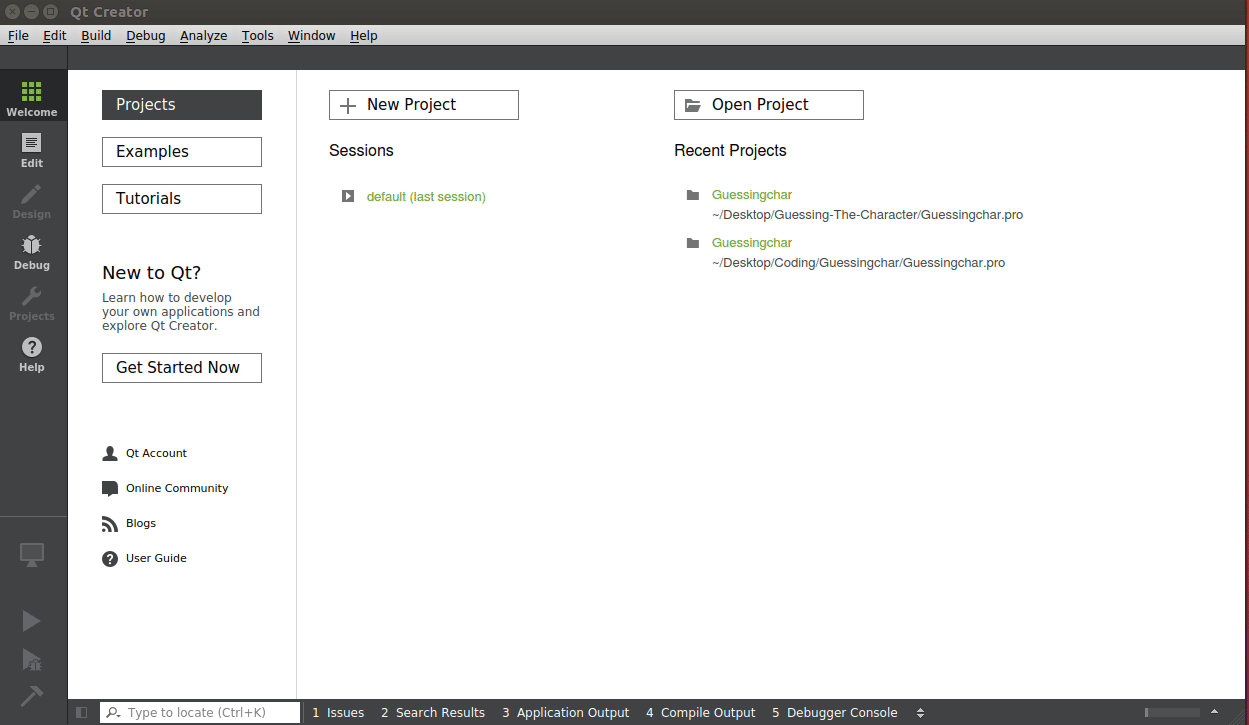 Qt Creator
File Edit Build Debug Analyze Tools Window Help
Welcome
Edit
Design
Debug
Projects
Help
Projects
Examples
Tutorials
New to Qt?
Learn how to develop
your own applications and
explore Qt Creator.
Get Started Now
Qt Account
Online Community
Blogs
User Guide
New Project
Sessions
default (last session)
Open Project
Recent Projects
Guessingchar
~/Desktop/Guessing-The-Character/Guessingchar.pro
Guessingchar
~/Desktop/Coding/Guessingchar/Guessingchar.pro
Type to locate (Ctrl+K) 1 Issues 2 Search Results 3 Application Output 4 Compile Output 5 Debugger Console